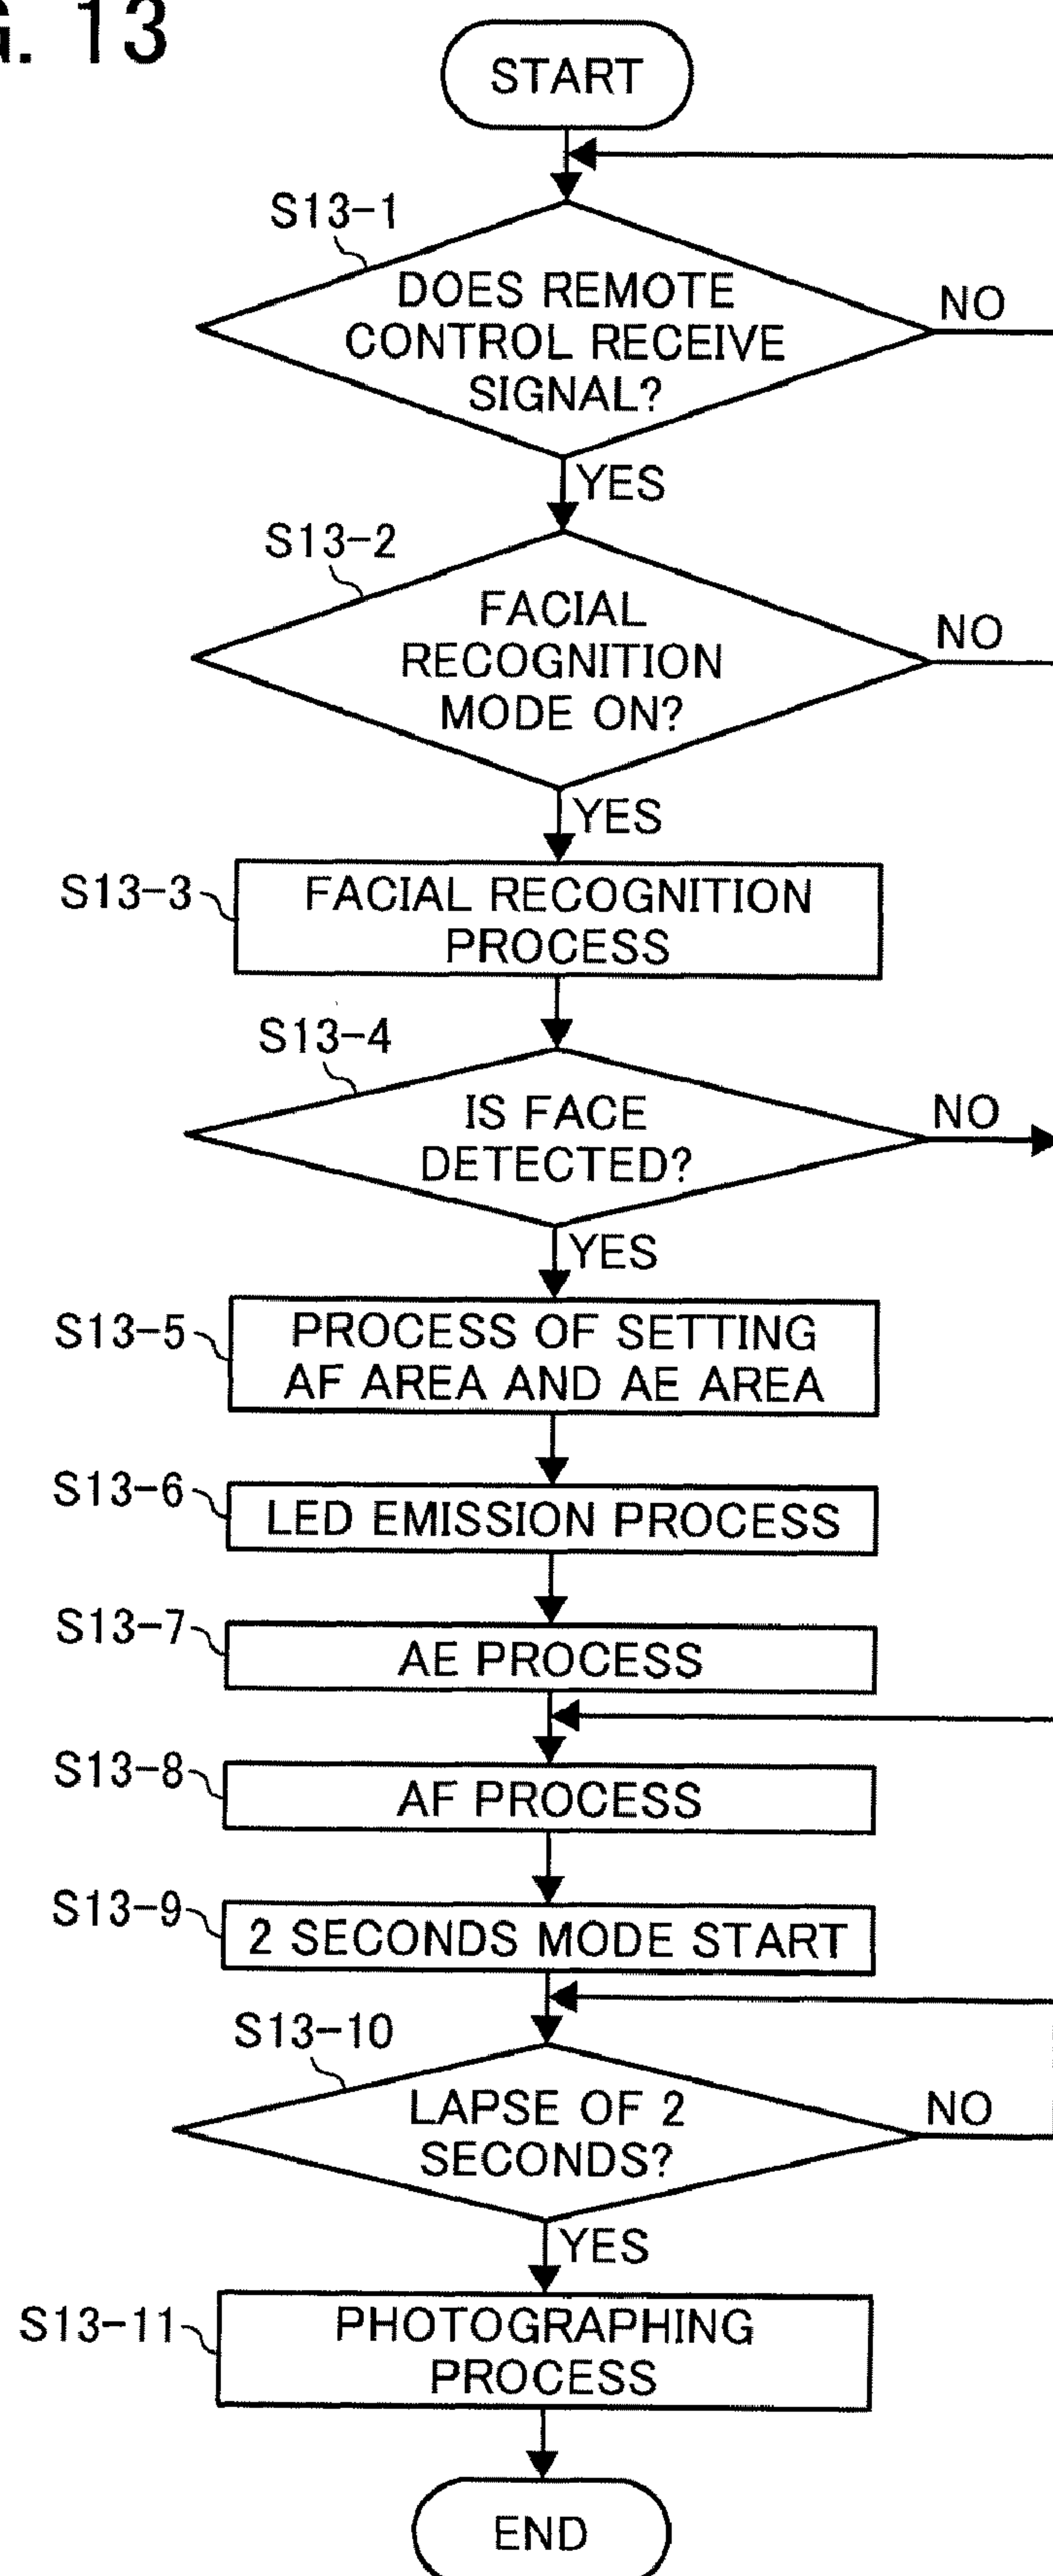 G. 13
START
S13-1
DOES REMOTE
CONTROL RECEIVE
SIGNAL?
NO
YES
S13-2
FACIAL
RECOGNITION
MODE ON?
NO
YES
S13-3
FACIAL RECOGNITION
PROCESS
S13-4
IS FACE
DETECTED?
NO
YES
S13-5
PROCESS OF SETTING
AF AREA AND AE AREA
S13-6
LED EMISSION PROCESS
S13-7
AE PROCESS
S13-8
AF PROCESS
S13-9
2 SECONDS MODE START
S13-10
LAPSE OF 2
SECONDS?
NO
YES
S13-11
PHOTOGRAPHING
PROCESS
END